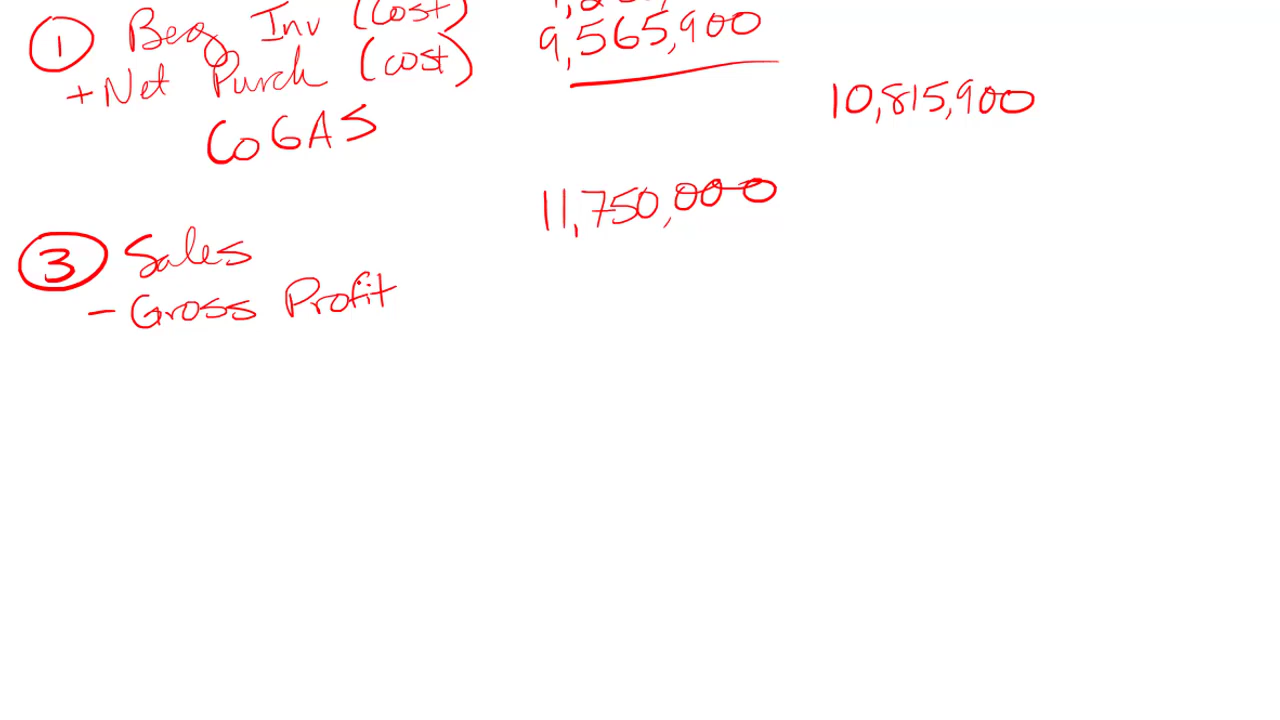 ① Beg Inv (cost)
+ Net Purch (cost) 9,565,900
CoGAS 10,815,900
③ Sales 11,750,000
- Gross Profit